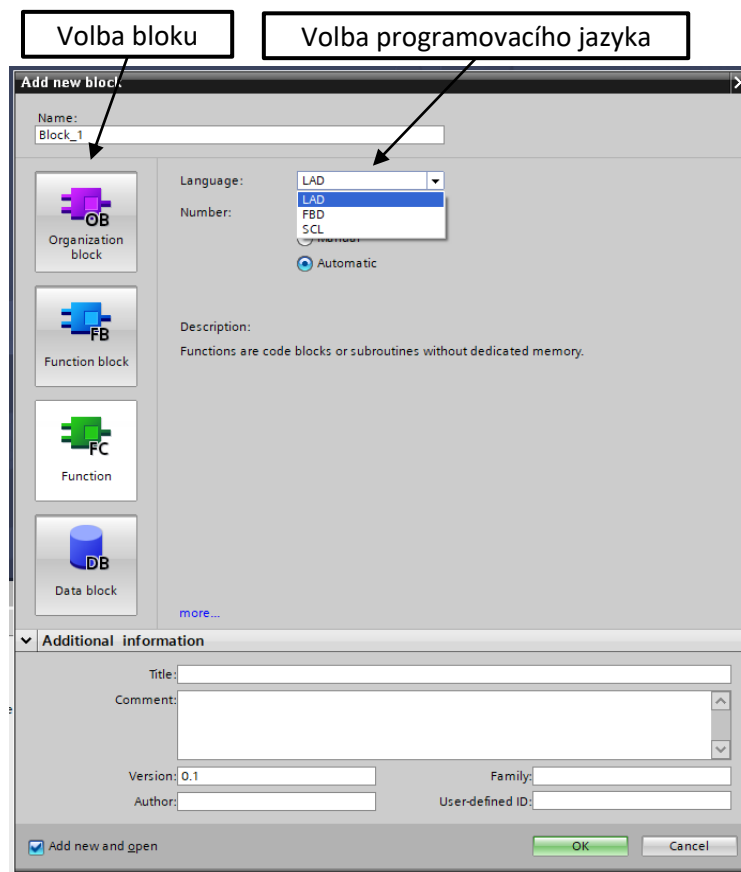 Volba bloku
Volba programovacího jazyka
Add new block
Name:
Block_1
Language:
LAD
LAD
FBD
SCL
Number:
Manual
Automatic
OB
Organization
block
FB
Function block
FC
Function
DB
Data block
Description:
Functions are code blocks or subroutines without dedicated memory.
more...
Additional information
Title:
Comment:
Version: 0.1
Family:
Author:
User-defined ID:
Add new and open
OK
Cancel